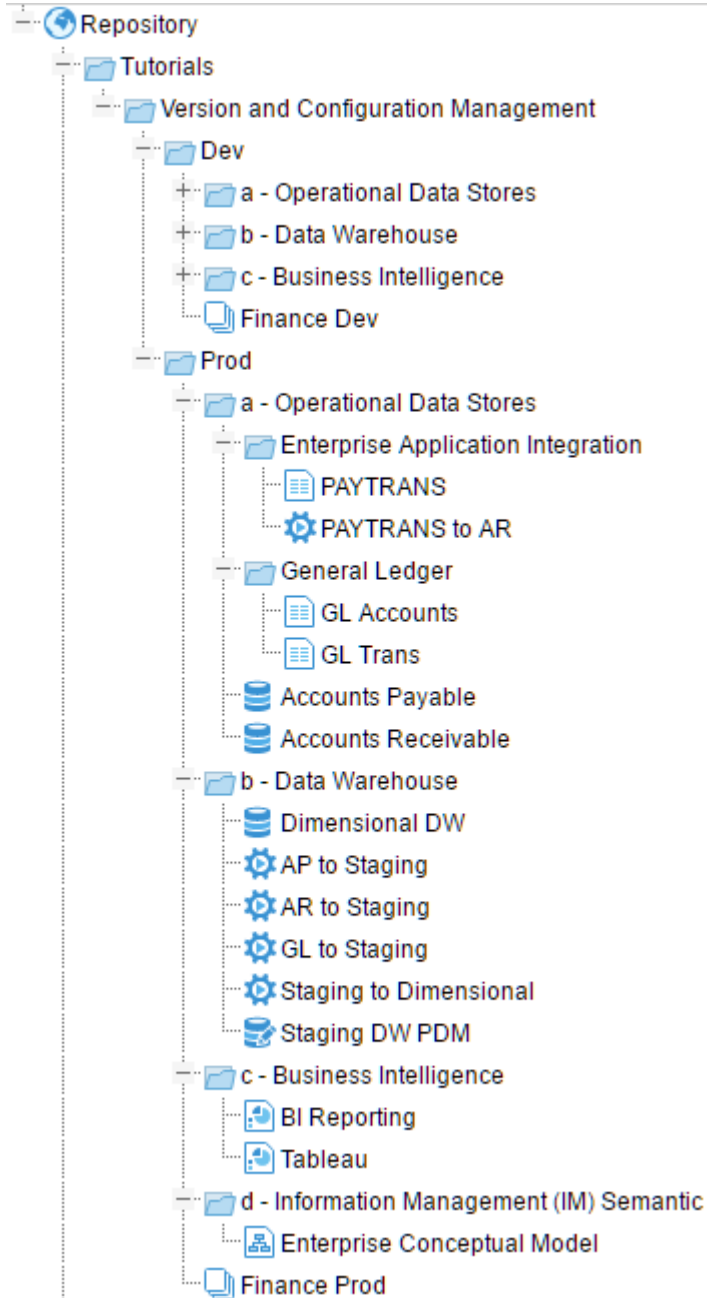 Repository
Tutorials
Version and Configuration Management
Dev
a - Operational Data Stores
b - Data Warehouse
c - Business Intelligence
Finance Dev
Prod
a - Operational Data Stores
Enterprise Application Integration
PAYTRANS
PAYTRANS to AR
General Ledger
GL Accounts
GL Trans
Accounts Payable
Accounts Receivable
b - Data Warehouse
Dimensional DW
AP to Staging
AR to Staging
GL to Staging
Staging to Dimensional
Staging DW PDM
c - Business Intelligence
BI Reporting
Tableau
d - Information Management (IM) Semantic
Enterprise Conceptual Model
Finance Prod